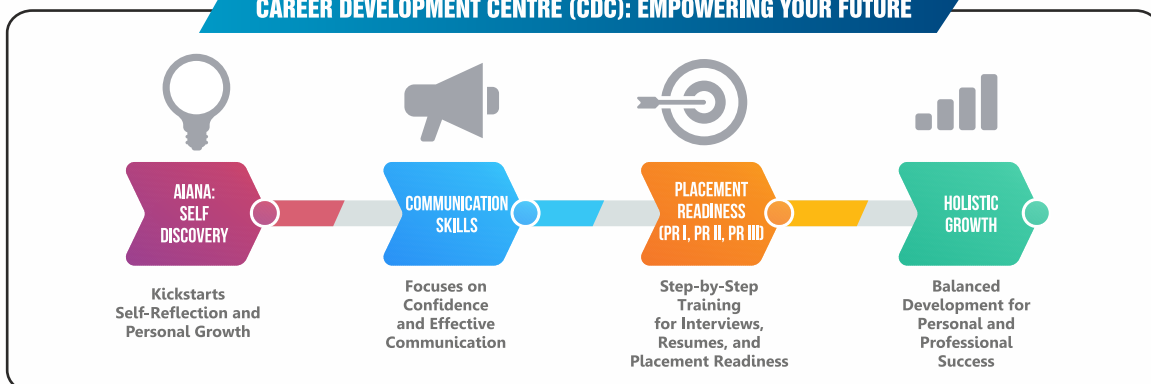 CAREER DEVELOPMENT CENTRE (CDC): EMPOWERING YOUR FUTURE
AIANA:
SELF
DISCOVERY
Kickstarts
Self-Reflection and
Personal Growth
COMMUNICATION
SKILLS
Focuses on
Confidence
and Effective
Communication
PLACEMENT
READINESS
(PR I, PR II, PR III)
Step-by-Step
Training
for Interviews,
Resumes, and
Placement Readiness
HOLISTIC
GROWTH
Balanced
Development for
Personal and
Professional
Success